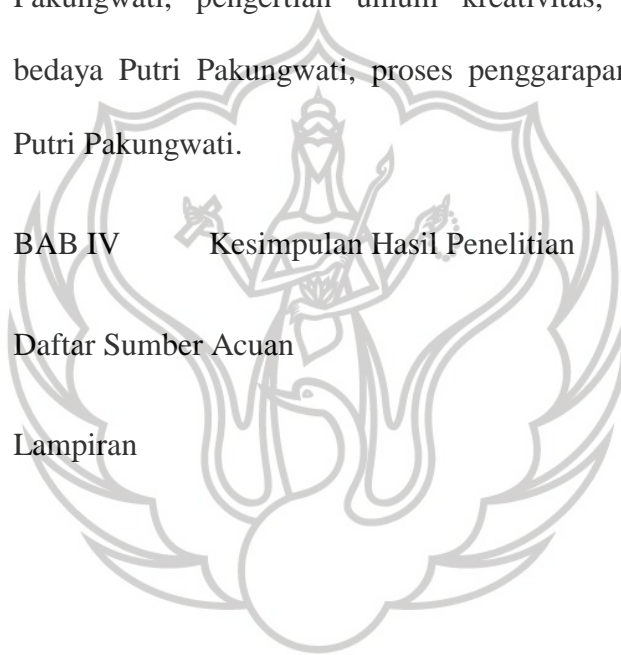 Pakungwati, pengertian umum kreativitas,
bedaya Putri Pakungwati, proses penggarapan
Putri Pakungwati.
BAB IV Kesimpulan Hasil Penelitian
Daftar Sumber Acuan
Lampiran